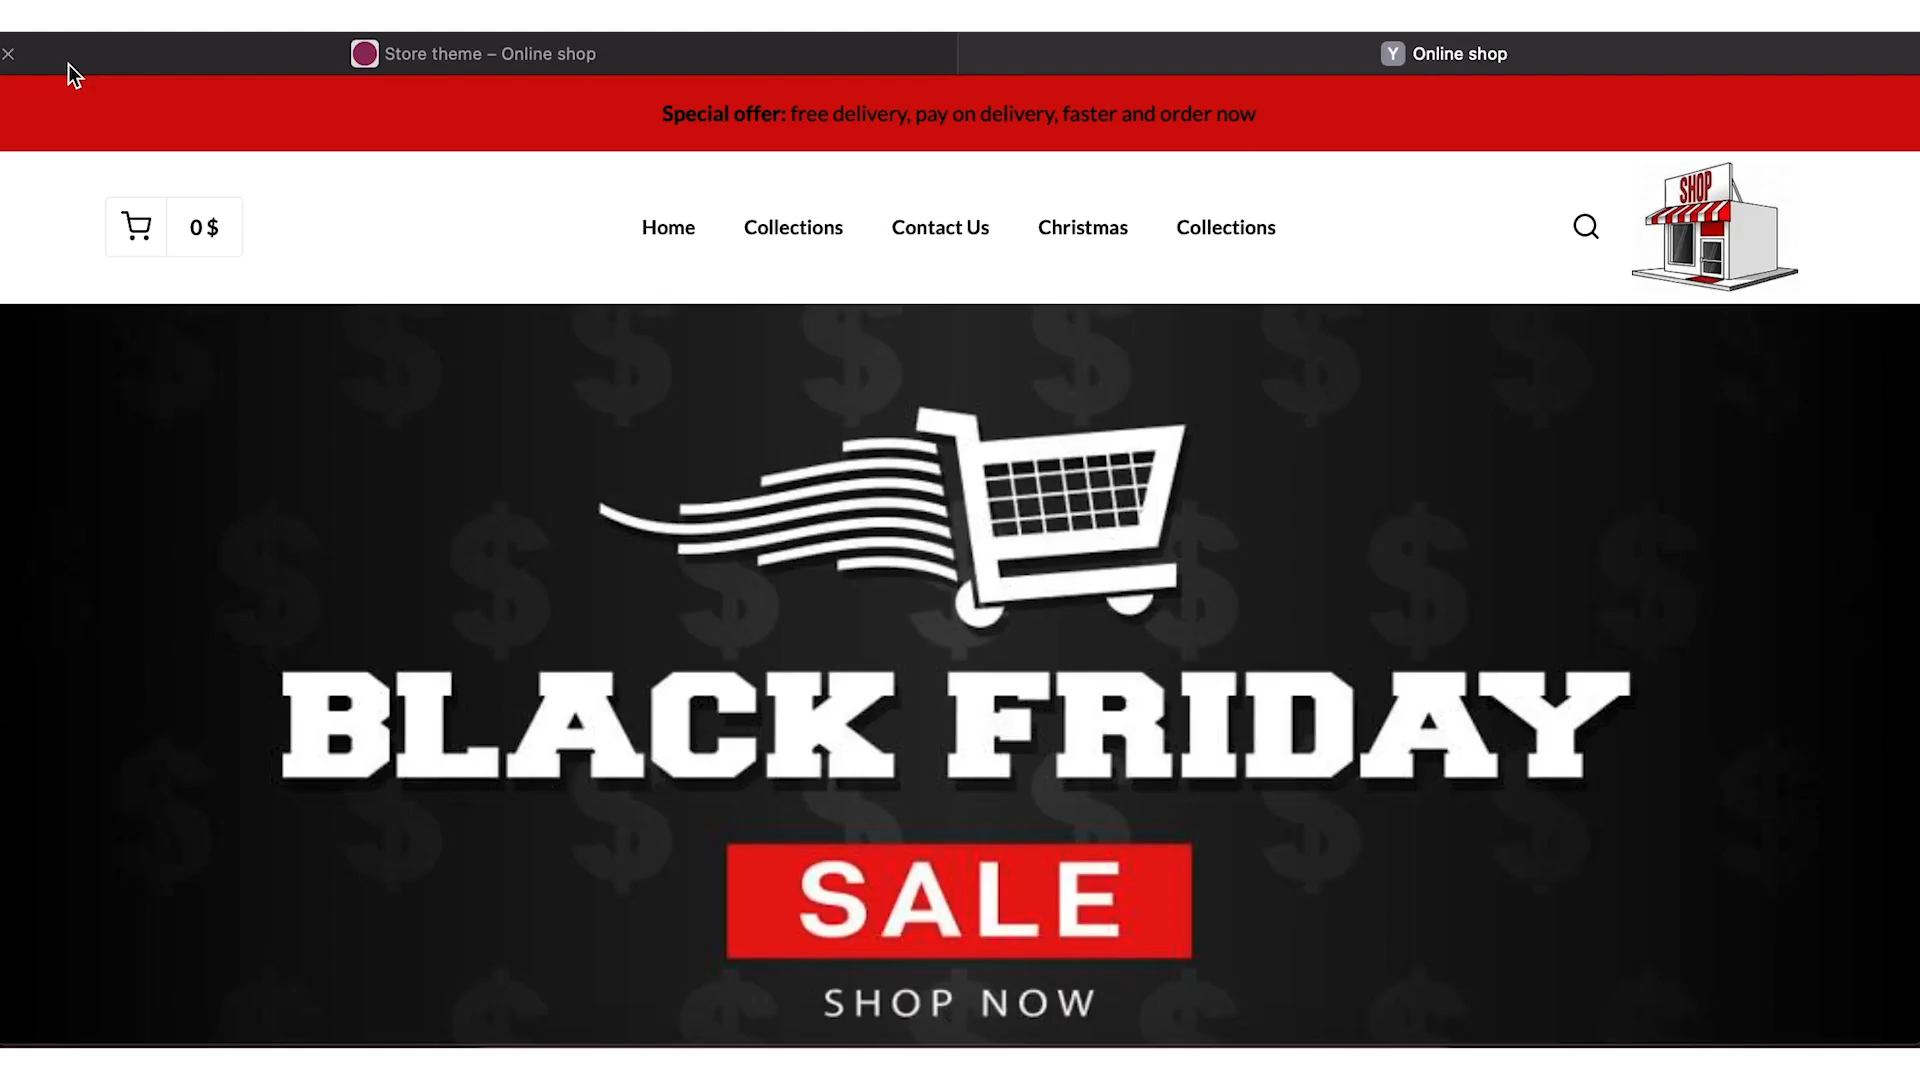 Store theme – Online shop
Y Online shop
Special offer: free delivery, pay on delivery, faster and order now
0 $
Home
Collections
Contact Us
Christmas
Collections
SHOP
BLACK FRIDAY
SALE
SHOP NOW